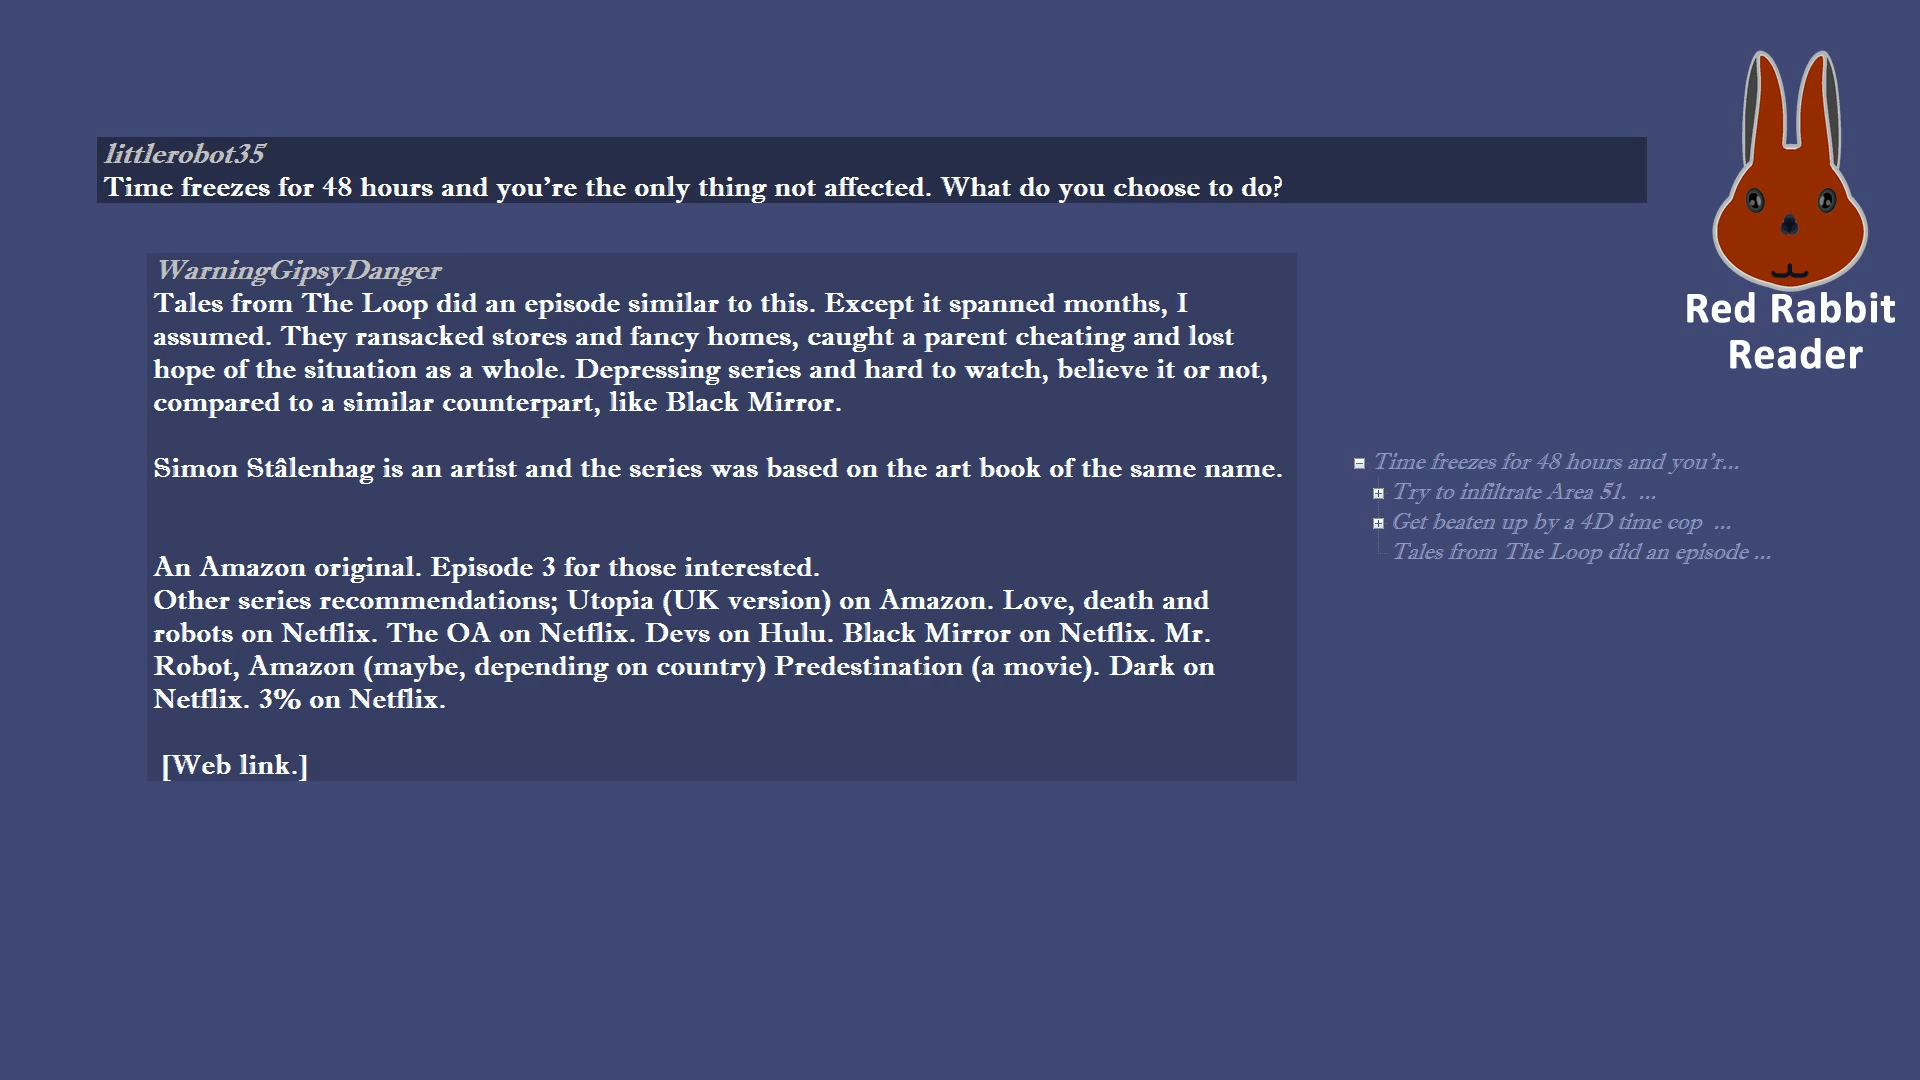 littlerobot35
Time freezes for 48 hours and you're the only thing not affected. What do you choose to do?
WarningGipsyDanger
Tales from The Loop did an episode similar to this. Except it spanned months, I
assumed. They ransacked stores and fancy homes, caught a parent cheating and lost
hope of the situation as a whole. Depressing series and hard to watch, believe it or not,
compared to a similar counterpart, like Black Mirror.
Simon Stålenhag is an artist and the series was based on the art book of the same name.
An Amazon original. Episode 3 for those interested.
Other series recommendations; Utopia (UK version) on Amazon. Love, death and
robots on Netflix. The OA on Netflix. Devs on Hulu. Black Mirror on Netflix. Mr.
Robot, Amazon (maybe, depending on country) Predestination (a movie). Dark on
Netflix. 3% on Netflix.
[Web link.]
Red Rabbit
Reader
Time freezes for 48 hours and you'r...
Try to infiltrate Area 51. ...
Get beaten up by a 4D time cop ...
Tales from The Loop did an episode ...